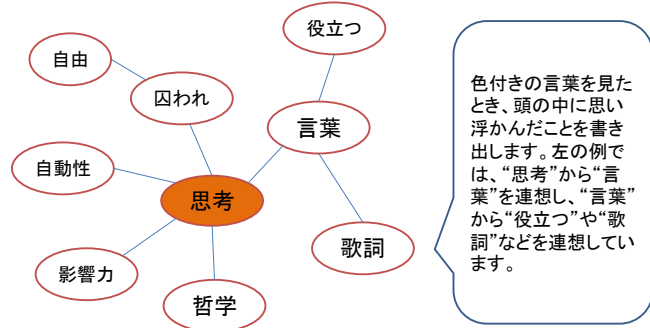 役立つ
自由
囚われ
言葉
自動性
思考
歌詞
影響力
哲学
色付きの言葉を見た
とき、頭の中に思い
浮かんだことを書き
出します。左の例で
は、“思考”から“言
葉”を連想し、“言葉”
から“役立つ”や“歌
詞”などを連想してい
ます。